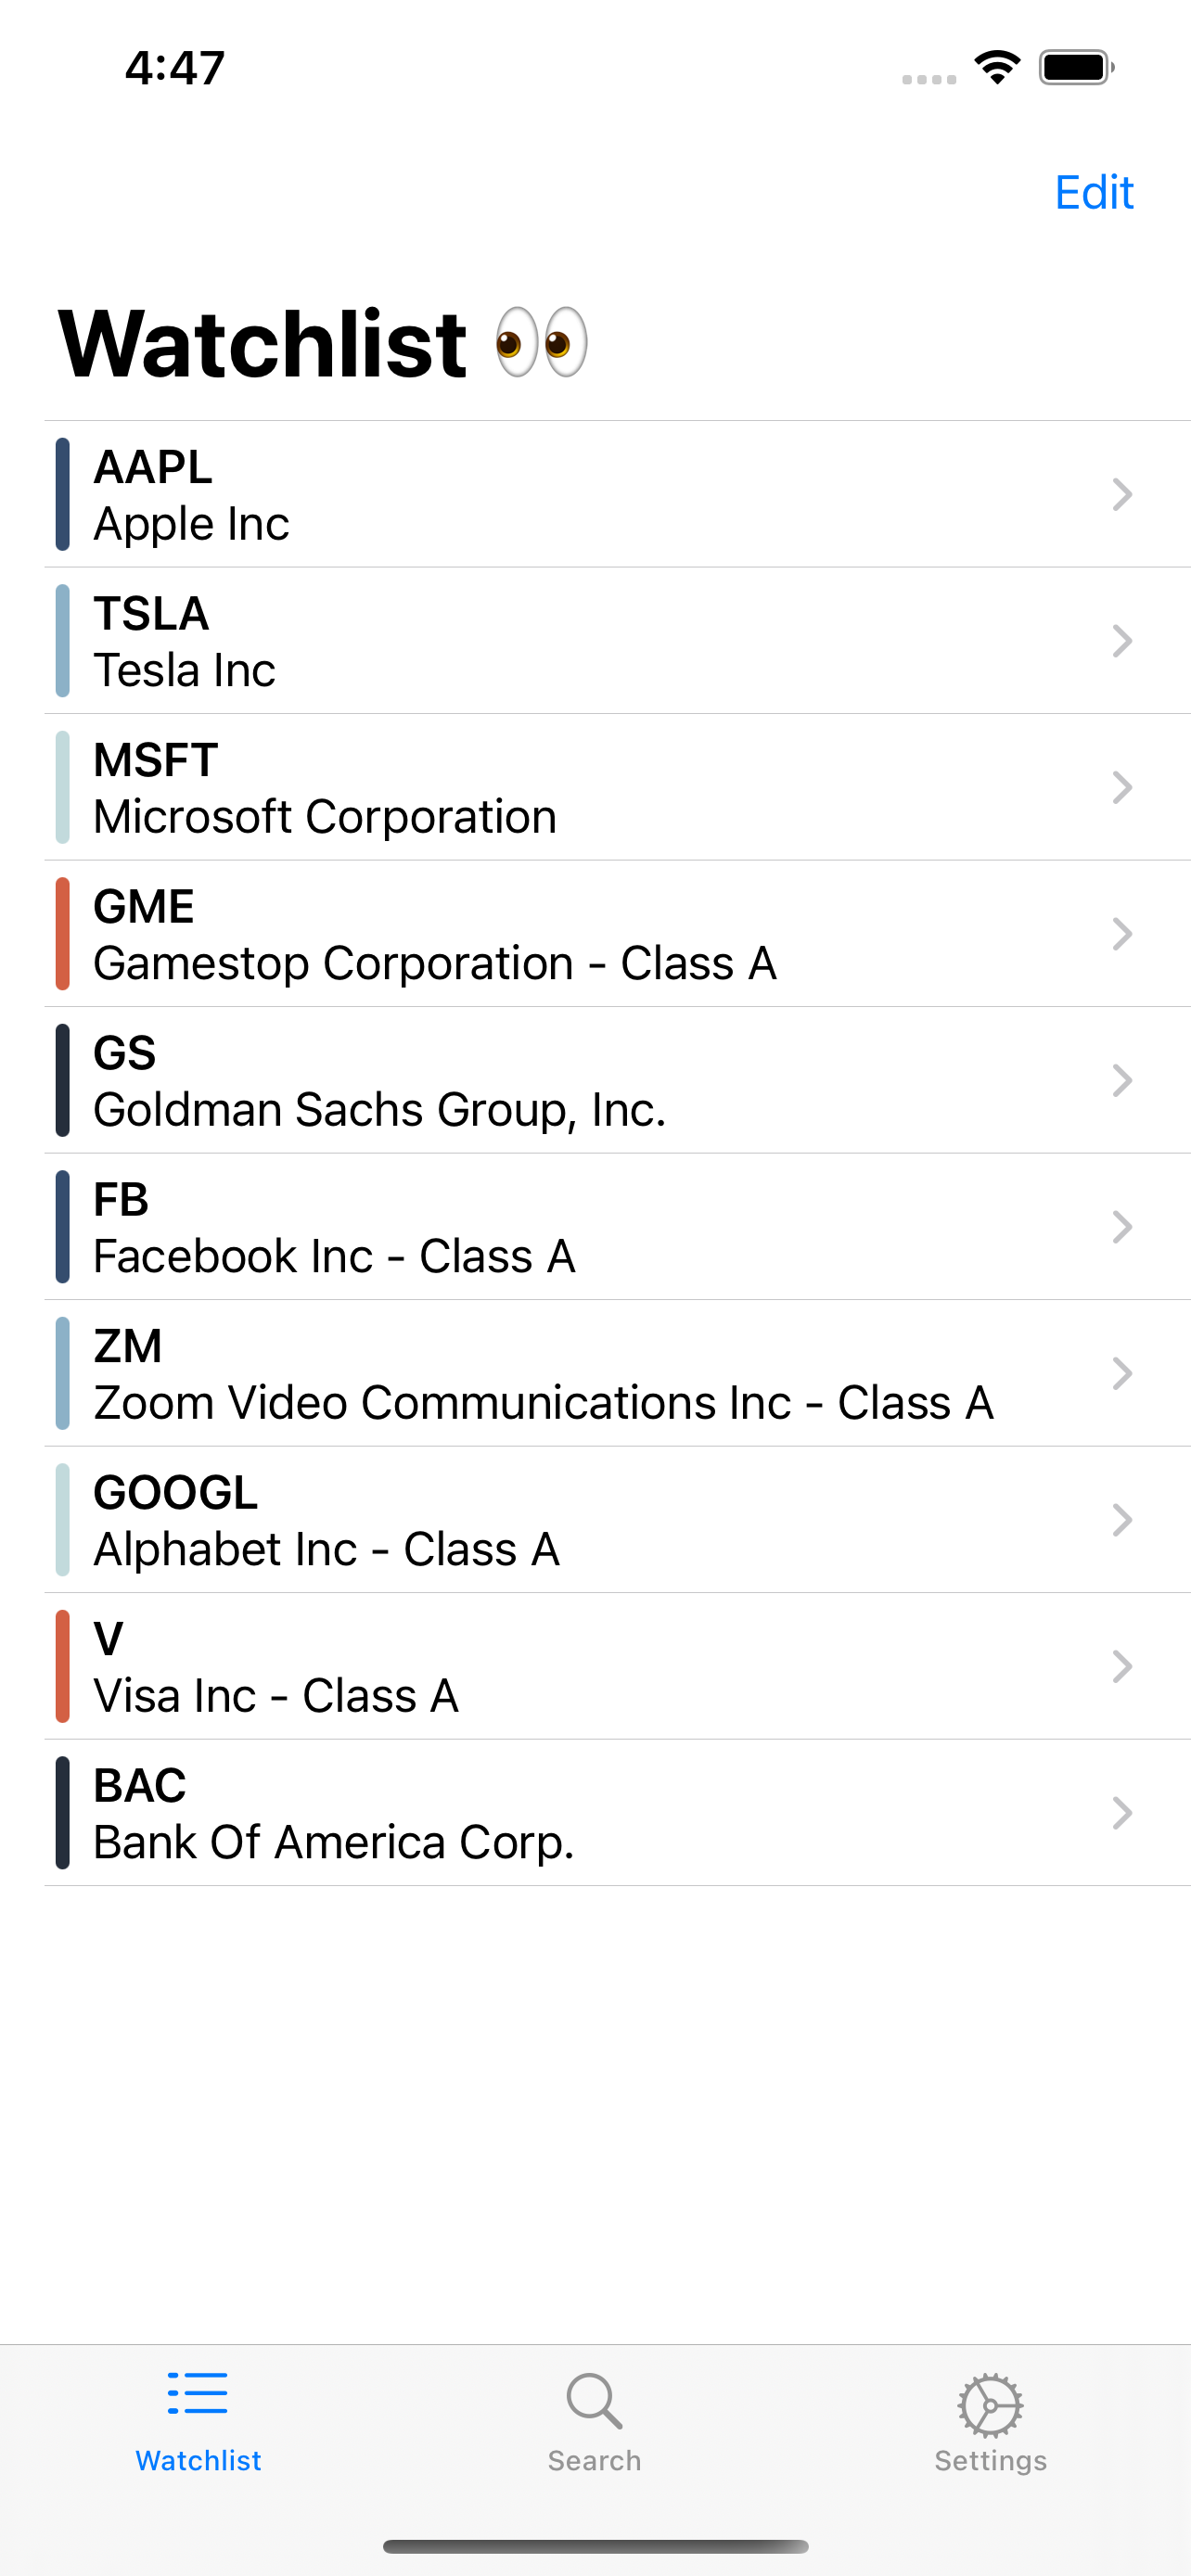 4:47
Edit
Watchlist 👀
AAPL
Apple Inc
TSLA
Tesla Inc
MSFT
Microsoft Corporation
GME
Gamestop Corporation - Class A
GS
Goldman Sachs Group, Inc.
FB
Facebook Inc - Class A
ZM
Zoom Video Communications Inc - Class A
GOOGL
Alphabet Inc - Class A
V
Visa Inc - Class A
BAC
Bank Of America Corp.
Watchlist
Search
Settings